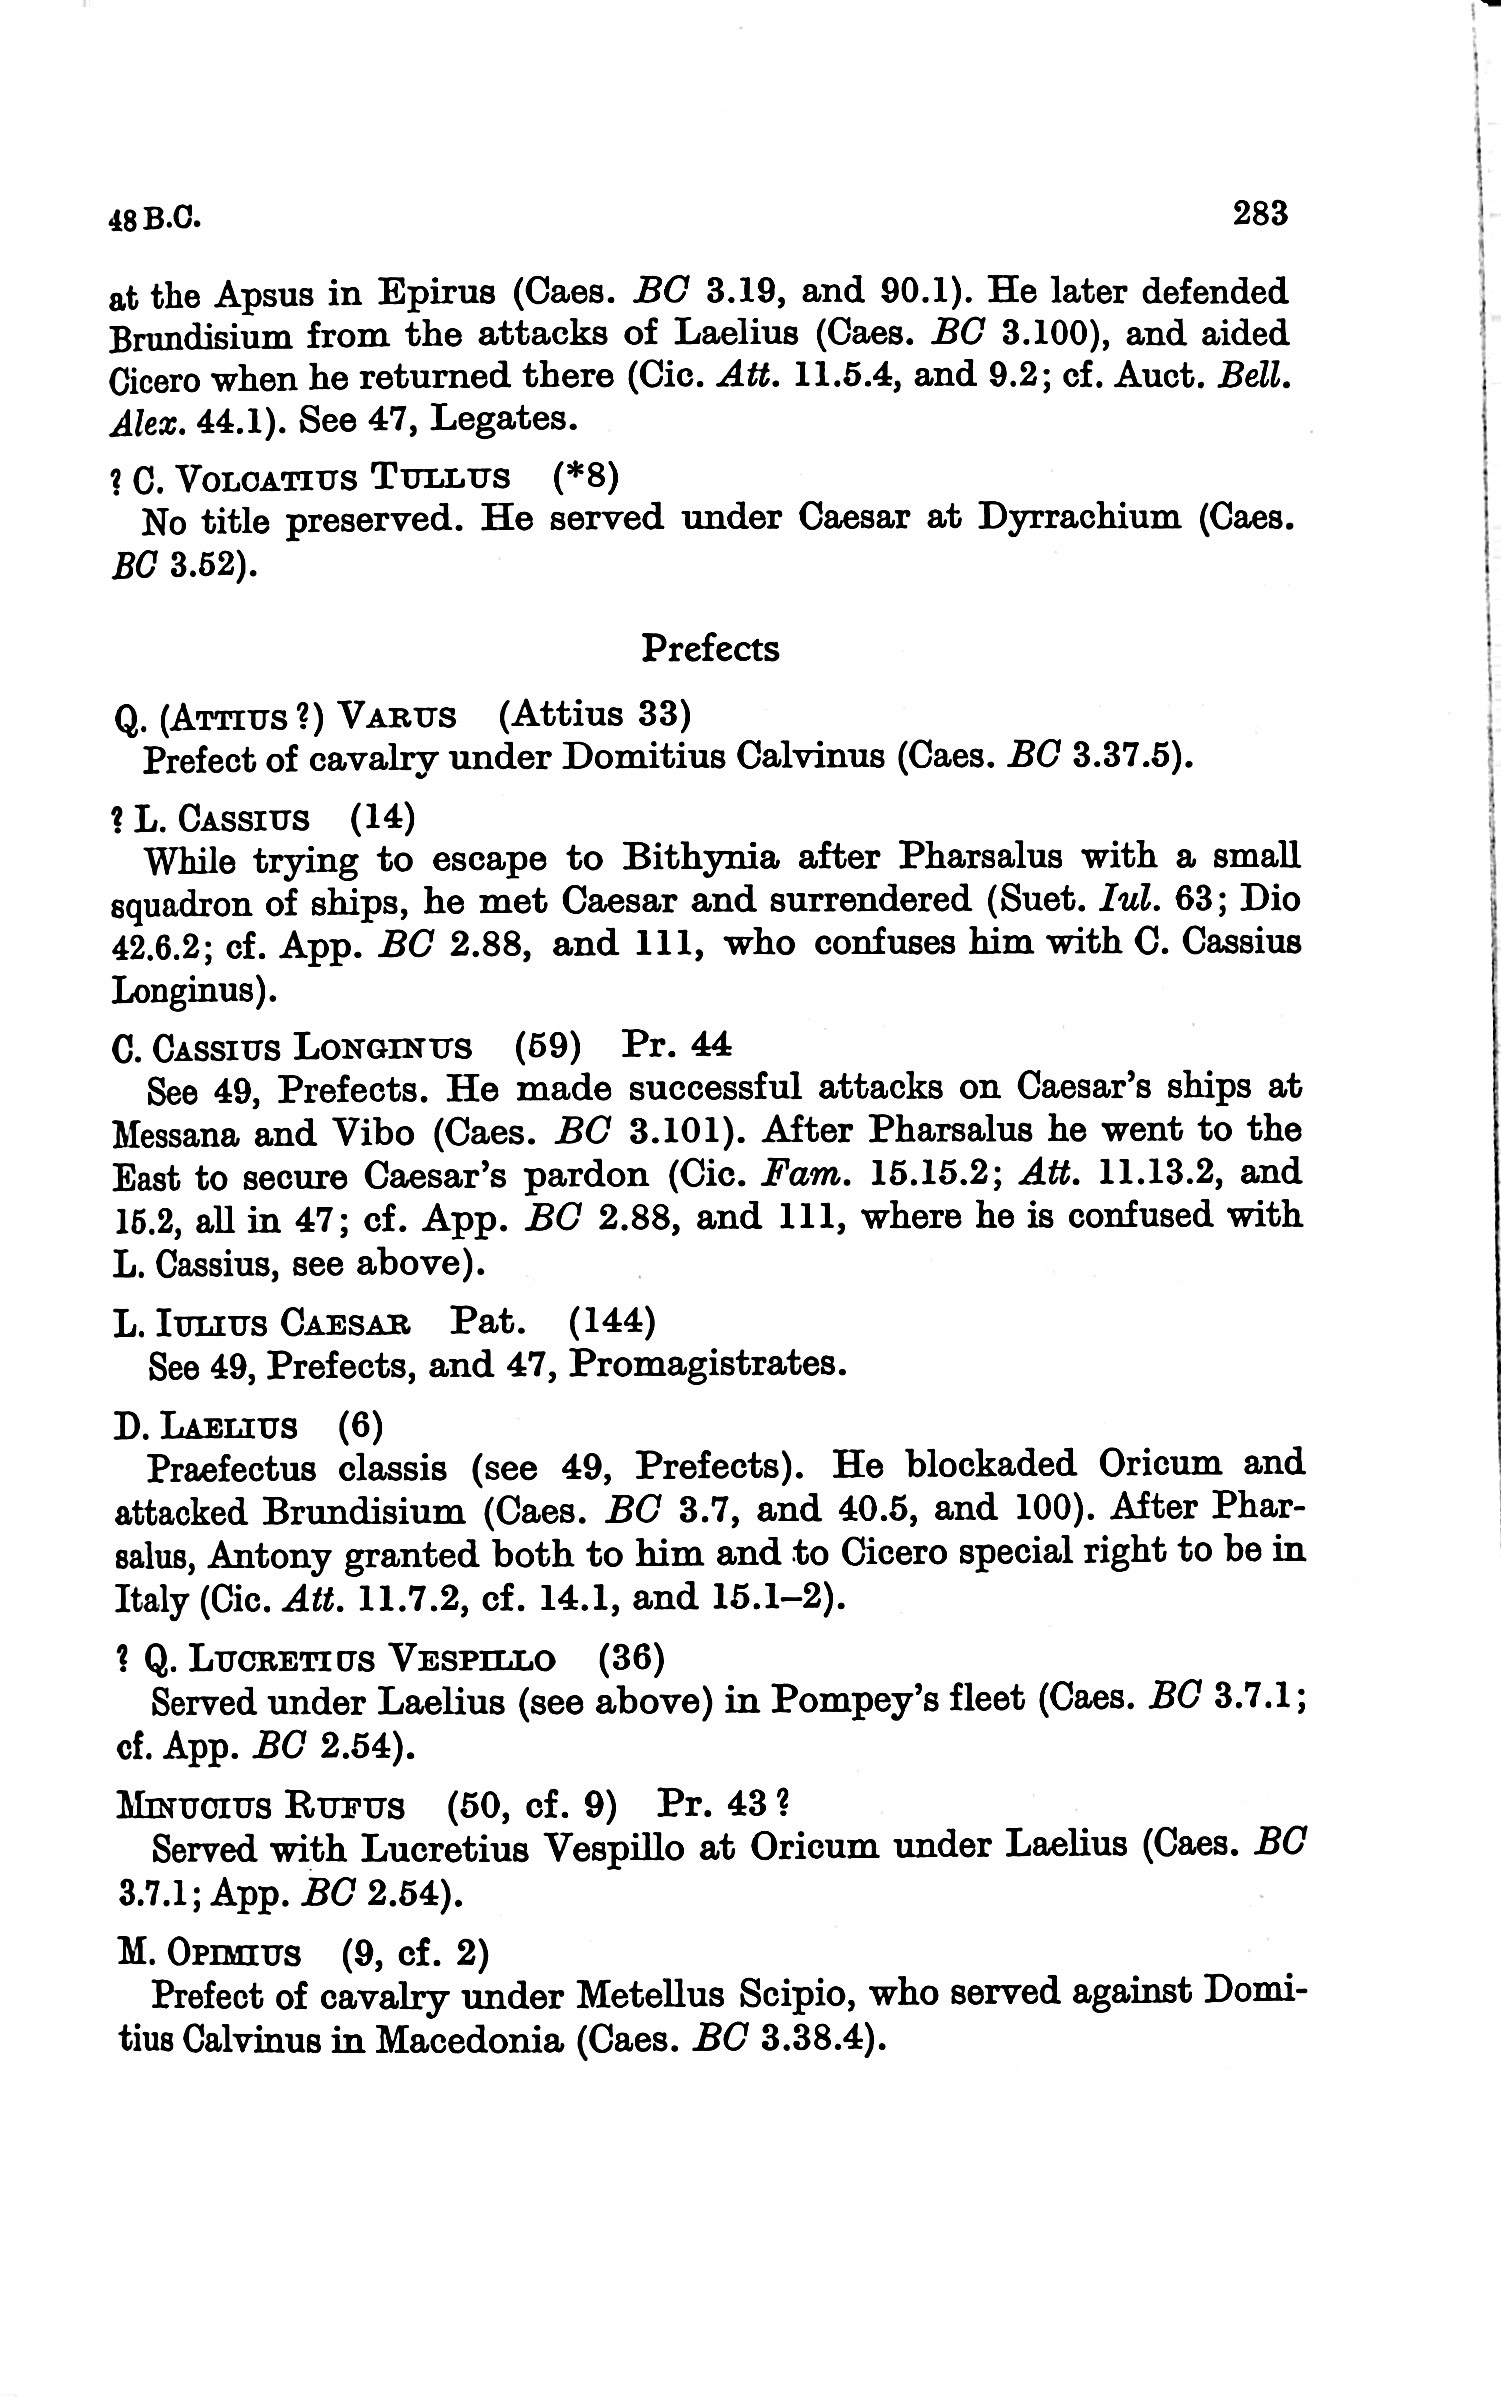 48 B.C. 283
at the Apsus in Epirus (Caes. BC 3.19, and 90.1). He later defended
Brundisium from the attacks of Laelius (Caes. BC 3.100), and aided
Cicero when he returned there (Cic. Att. 11.5.4, and 9.2; cf. Auct. Bell.
Alex. 44.1). See 47, Legates.
? C. VOLCATIUS TULLUS (*8)
No title preserved. He served under Caesar at Dyrrachium (Caes.
BC 3.52).
Prefects
Q. (ATTIUS ?) VARUS (Attius 33)
Prefect of cavalry under Domitius Calvinus (Caes. BC 3.37.5).
? L. CASSIUS (14)
While trying to escape to Bithynia after Pharsalus with a small
squadron of ships, he met Caesar and surrendered (Suet. Iul. 63; Dio
42.6.2; cf. App. BC 2.88, and 111, who confuses him with C. Cassius
Longinus).
C. CASSIUS LONGINUS (59) Pr. 44
See 49, Prefects. He made successful attacks on Caesar's ships at
Messana and Vibo (Caes. BC 3.101). After Pharsalus he went to the
East to secure Caesar's pardon (Cic. Fam. 15.15.2; Att. 11.13.2, and
15.2, all in 47; cf. App. BC 2.88, and 111, where he is confused with
L. Cassius, see above).
L. IULIUS CAESAR Pat. (144)
See 49, Prefects, and 47, Promagistrates.
D. LAELIUS (6)
Praefectus classis (see 49, Prefects). He blockaded Oricum and
attacked Brundisium (Caes. BC 3.7, and 40.5, and 100). After Phar-
salus, Antony granted both to him and to Cicero special right to be in
Italy (Cic. Att. 11.7.2, cf. 14.1, and 15.1–2).
? Q. LUCRETIUS VESPILLO (36)
Served under Laelius (see above) in Pompey's fleet (Caes. BC 3.7.1;
cf. App. BC 2.54).
MINUCIUS RUFUS (50, cf. 9) Pr. 43 ?
Served with Lucretius Vespillo at Oricum under Laelius (Caes. BC
3.7.1; App. BC 2.54).
M. OPIMIUS (9, cf. 2)
Prefect of cavalry under Metellus Scipio, who served against Domi-
tius Calvinus in Macedonia (Caes. BC 3.38.4).